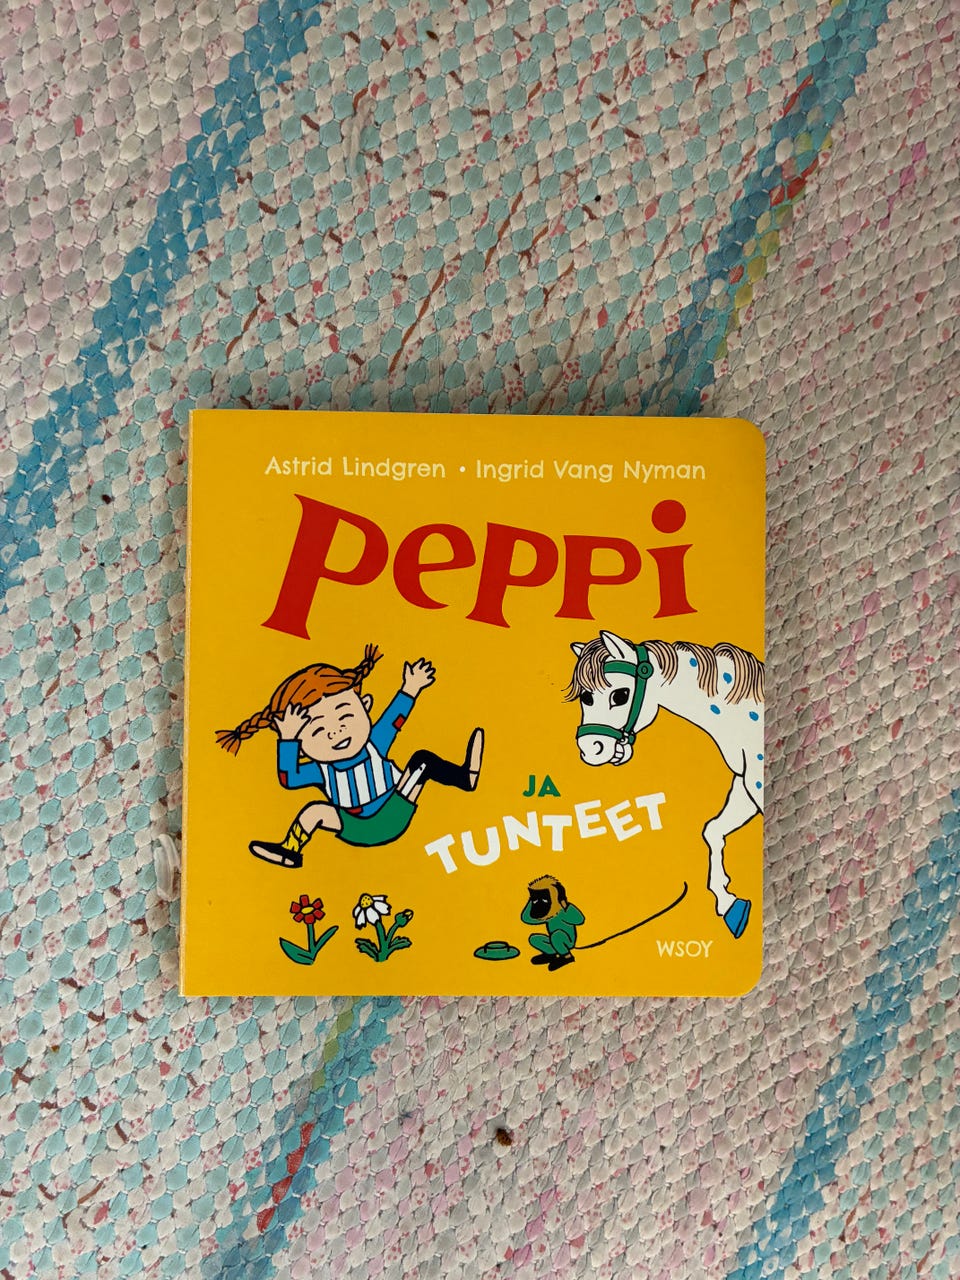 Astrid Lindgren • Ingrid Vang Nyman
Peppi
JA
TUNTEET
WSOY